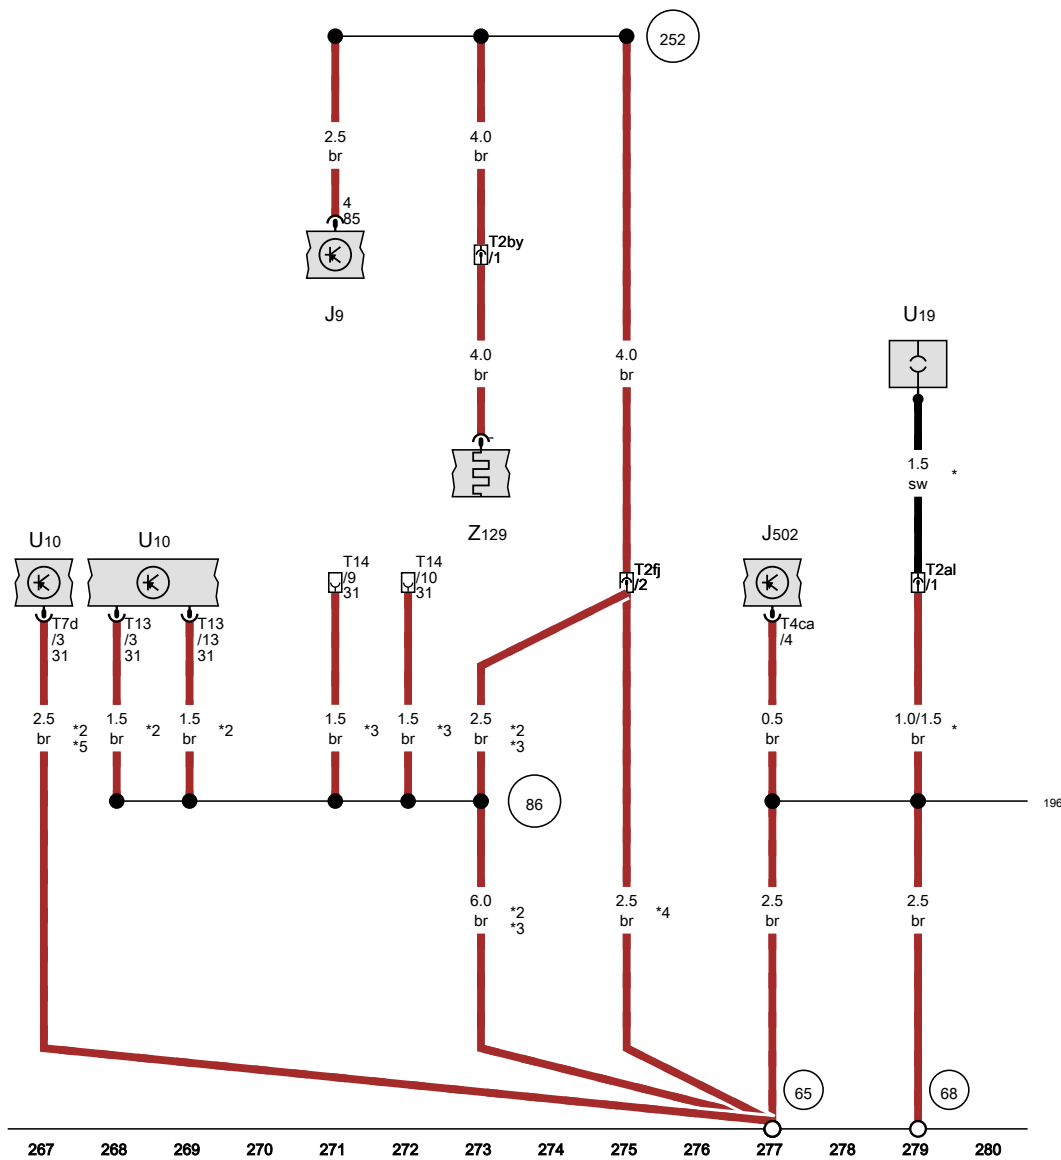 252
2.5
br
4.0
br
4
85
T2by
/1
J9
U19
4.0
br
4.0
br
1.5
sw
*
Z129
U10
U10
J502
T14
/9
31
T14
/10
31
T2fj
/2
T2al
/1
T7d
/3
31
T13
/3
31
T13
/13
31
T4ca
/4
2.5
br
*2
*5
1.5
br
*2
1.5
br
*2
1.5
br
*3
1.5
br
*3
2.5
br
*2
*3
0.5
br
1.0/1.5
br
*
86
196
6.0
br
*2
*3
2.5
br
*4
2.5
br
2.5
br
65
68
267 268 269 270 271 272 273 274 275 276 277 278 279 280